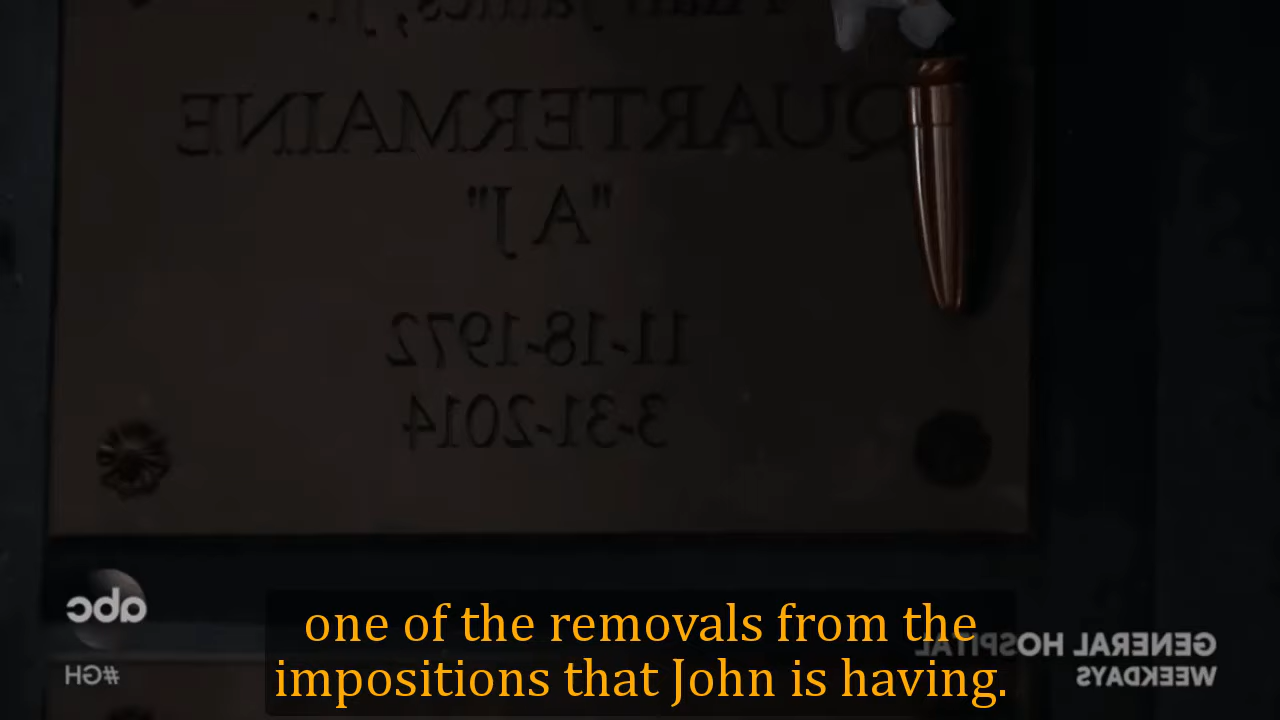 QUARTERMAINE
"AJ"
11-18-1972
3-31-2014
abc
#GH
GENERAL HOSPITAL
WEEKDAYS
one of the removals from the
impositions that John is having.